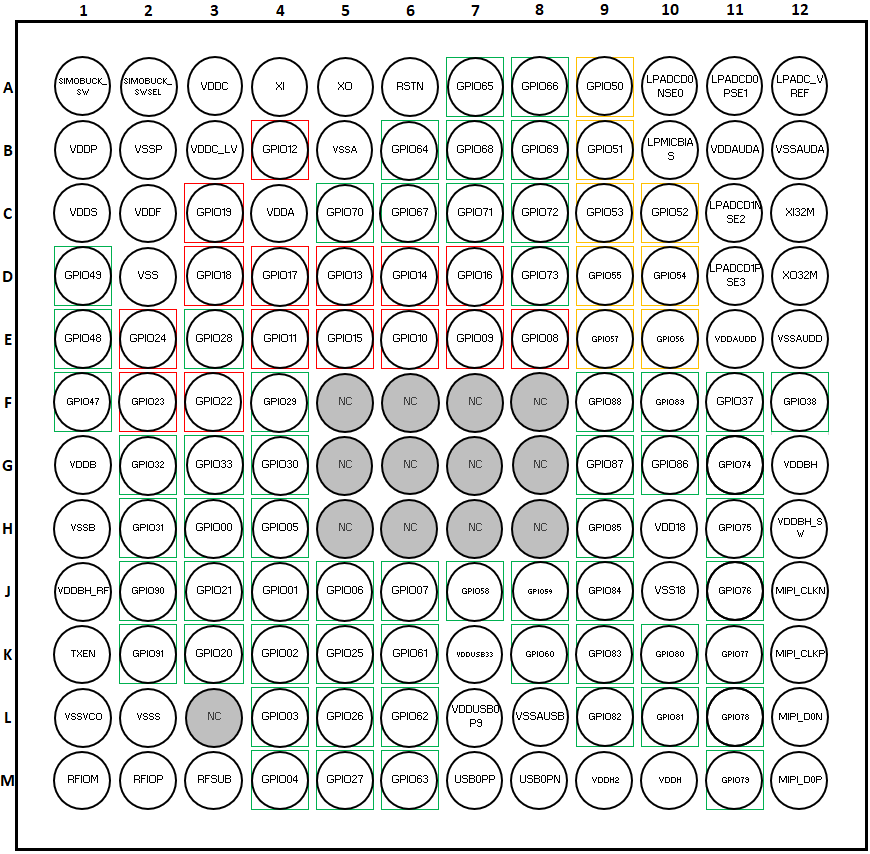 1 2 3 4 5 6 7 8 9 10 11 12
A SIMOBUCK_SW SIMOBUCK_SWSEL VDDC XI XO RSTN GPIO65 GPIO66 GPIO50 LPADCD0NSE0 LPADCD0PSE1 LPADC_VREF
B VDDP VSSP VDDC_LV GPIO12 VSSA GPIO64 GPIO68 GPIO69 GPIO51 LPMICBIAS VDDAUDA VSSAUDA
C VDDS VDDF GPIO19 VDDA GPIO70 GPIO67 GPIO71 GPIO72 GPIO53 GPIO52 LPADCD1NSE2 XI32M
D GPIO49 VSS GPIO18 GPIO17 GPIO13 GPIO14 GPIO16 GPIO73 GPIO55 GPIO54 LPADCD1PSE3 XO32M
E GPIO48 GPIO24 GPIO28 GPIO11 GPIO15 GPIO10 GPIO09 GPIO08 GPIO57 GPIO56 VDDAUDD VSSAUDD
F GPIO47 GPIO23 GPIO22 GPIO29 NC NC NC NC GPIO88 GPIO89 GPIO37 GPIO38
G VDDB GPIO32 GPIO33 GPIO30 NC NC NC NC GPIO87 GPIO86 GPIO74 VDDBH
H VSSB GPIO31 GPIO00 GPIO05 NC NC NC NC GPIO85 VDD18 GPIO75 VDDBH_SW
J VDDBH_RF GPIO90 GPIO21 GPIO01 GPIO06 GPIO07 GPIO58 GPIO59 GPIO84 VSS18 GPIO76 MIPI_CLKN
K TXEN GPIO91 GPIO20 GPIO02 GPIO25 GPIO61 VDDUSB33 GPIO60 GPIO83 GPIO80 GPIO77 MIPI_CLKP
L VSSVCO VSSS NC GPIO03 GPIO26 GPIO62 VDDUSB0P9 VSSAUSB GPIO82 GPIO81 GPIO78 MIPI_D0N
M RFIOM RFIOP RFSUB GPIO04 GPIO27 GPIO63 USB0PP USB0PN VDDH2 VDDH GPIO79 MIPI_D0P